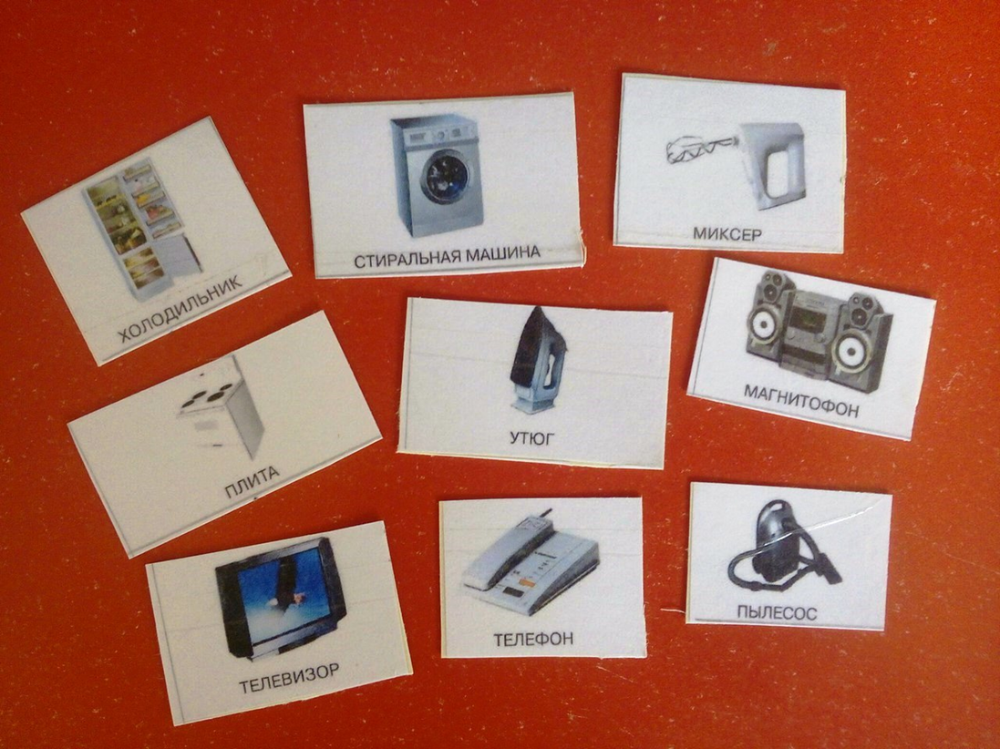 ХОЛОДИЛЬНИК
СТИРАЛЬНАЯ МАШИНА
МИКСЕР
ПЛИТА
УТЮГ
МАГНИТОФОН
ТЕЛЕВИЗОР
ТЕЛЕФОН
ПЫЛЕСОС